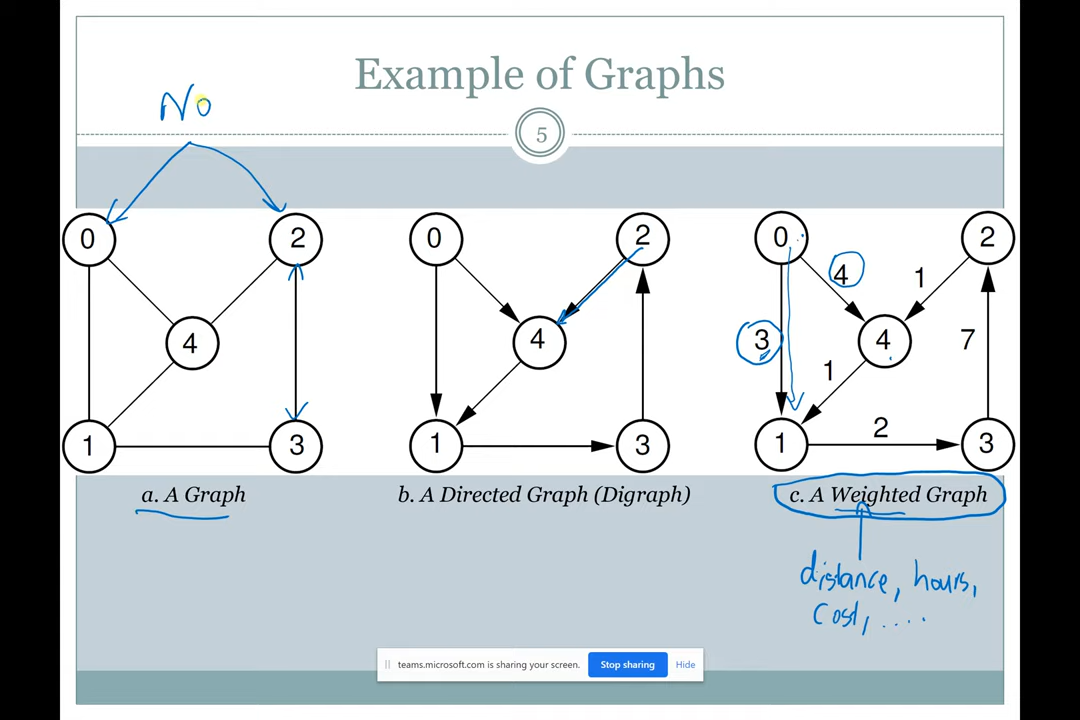 Example of Graphs
No
5
0
2
4
1
3
a. A Graph
0
2
4
1
3
b. A Directed Graph (Digraph)
0
2
4
1
3
4
1
7
1
3
2
c. A Weighted Graph
distance, hours,
Cost, ....
teams.microsoft.com is sharing your screen. Stop sharing Hide